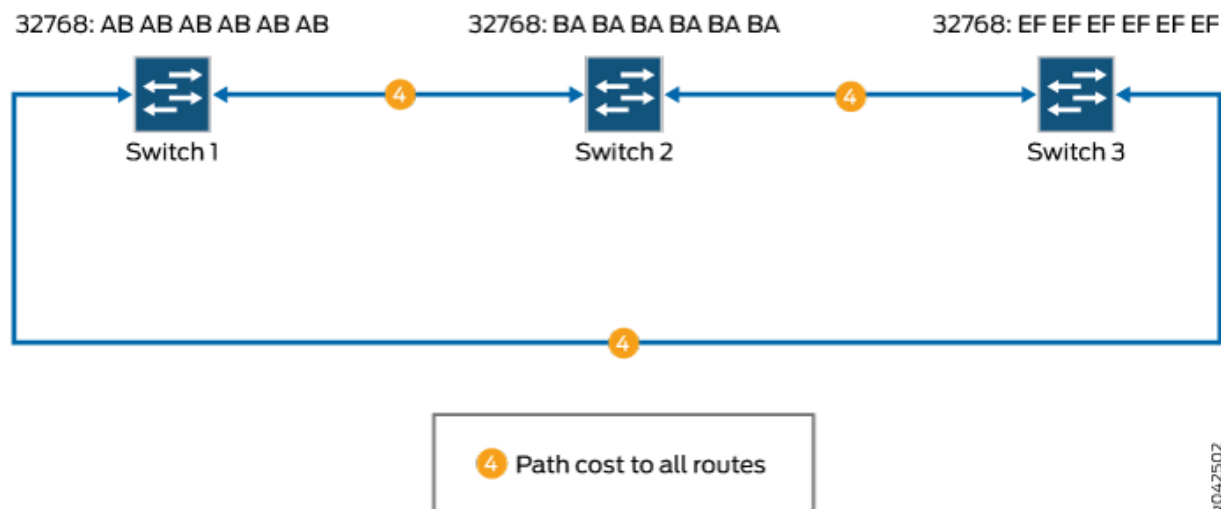 32768: AB AB AB AB AB AB
32768: BA BA BA BA BA BA
32768: EF EF EF EF EF EF
4
4
Switch 1
Switch 2
Switch 3
4
4 Path cost to all routes
g042502